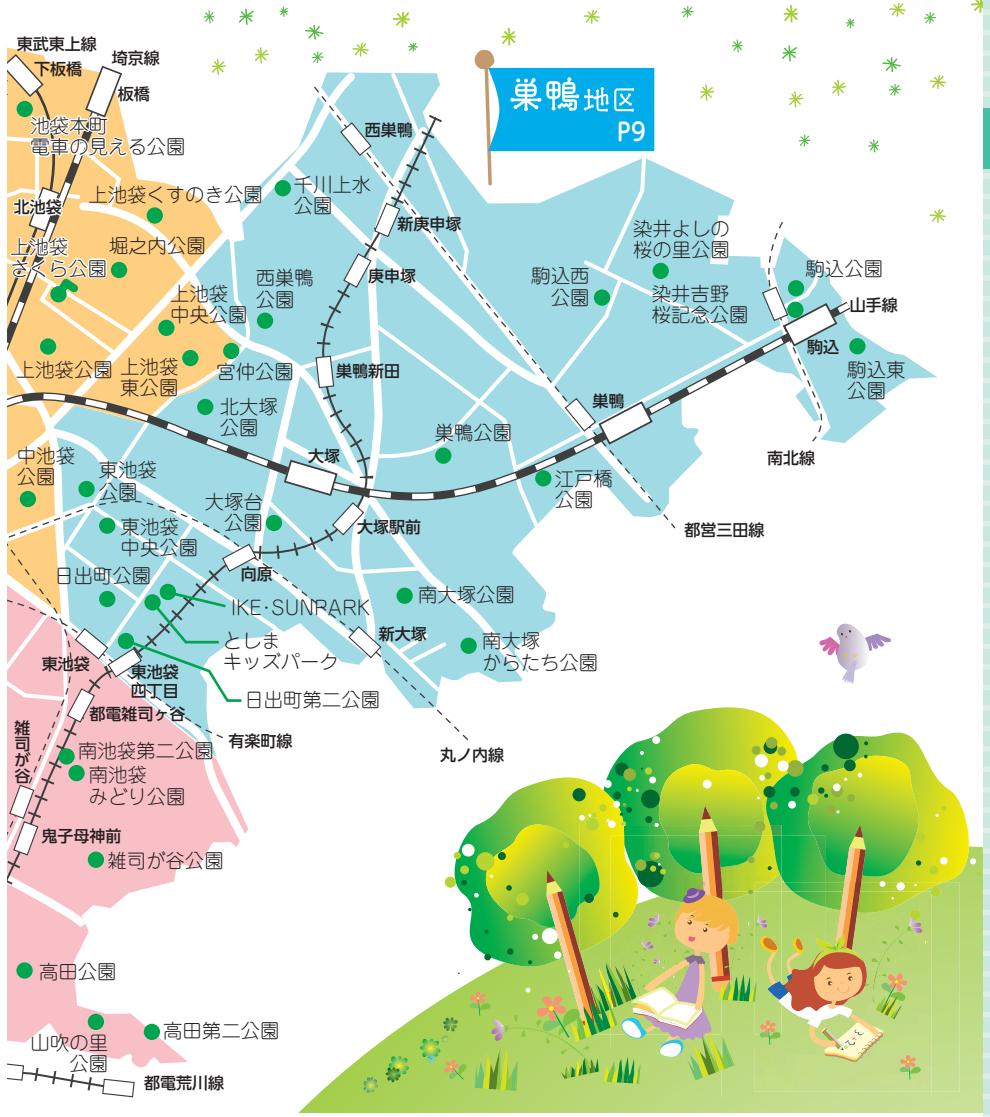 東武東上線
下板橋
埼京線
板橋
池袋本町
電車の見える公園
北池袋
上池袋くすのき公園
上池袋
さくら公園
堀之内公園
上池袋
中央公園
上池袋公園
上池袋
東公園
宮仲公園
西巣鴨
公園
千川上水
公園
西巣鴨
新庚申塚
庚申塚
巣鴨新田
巣鴨地区
P9
染井よしの
桜の里公園
駒込西
公園
染井吉野
桜記念公園
駒込公園
山手線
駒込
駒込東
公園
南北線
巣鴨
巣鴨公園
江戸橋
公園
都営三田線
北大塚
公園
大塚
中池袋
公園
東池袋
公園
大塚台
公園
大塚駅前
東池袋
中央公園
向原
日出町公園
IKE・SUNPARK
としま
キッズパーク
日出町第二公園
南大塚公園
新大塚
南大塚
からたち公園
東池袋
東池袋
四丁目
都電雑司ヶ谷
有楽町線
丸ノ内線
雑司が谷
南池袋第二公園
南池袋
みどり公園
鬼子母神前
雑司が谷公園
高田公園
高田第二公園
山吹の里
公園
都電荒川線